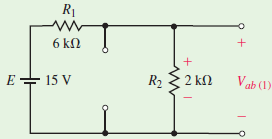 R1
6 kΩ
+
+
E 15 V R2 2 kΩ Vab (1)
−
−